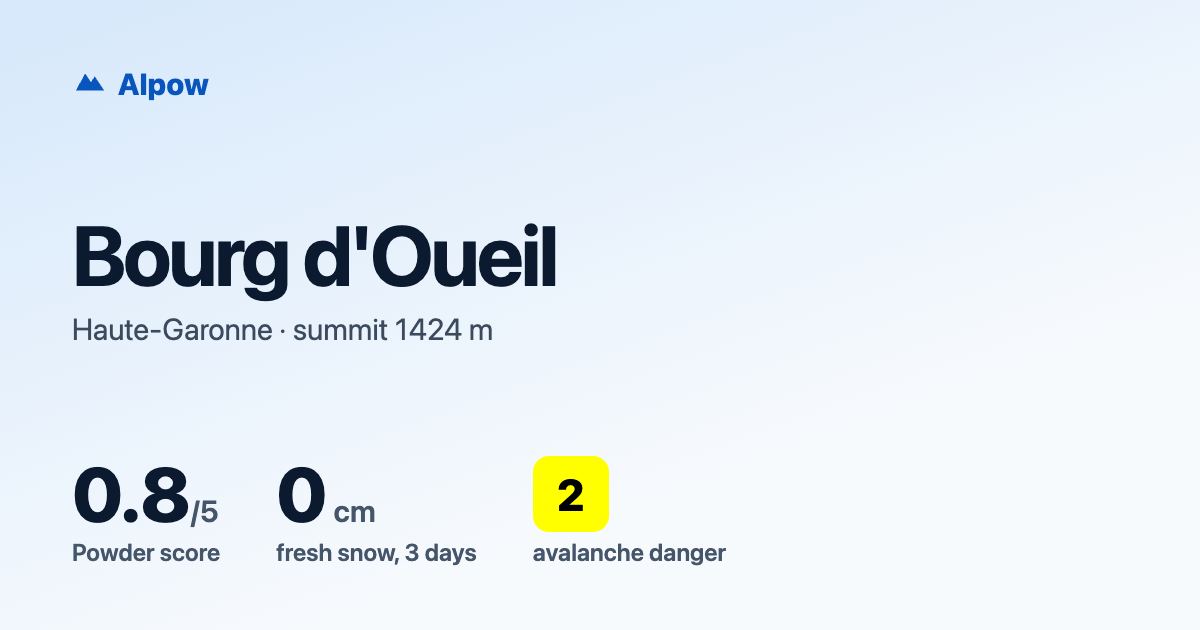 Alpow
Bourg d'Oueil
Haute-Garonne · summit 1424 m
0.8/5 0 cm 2
Powder score fresh snow, 3 days avalanche danger